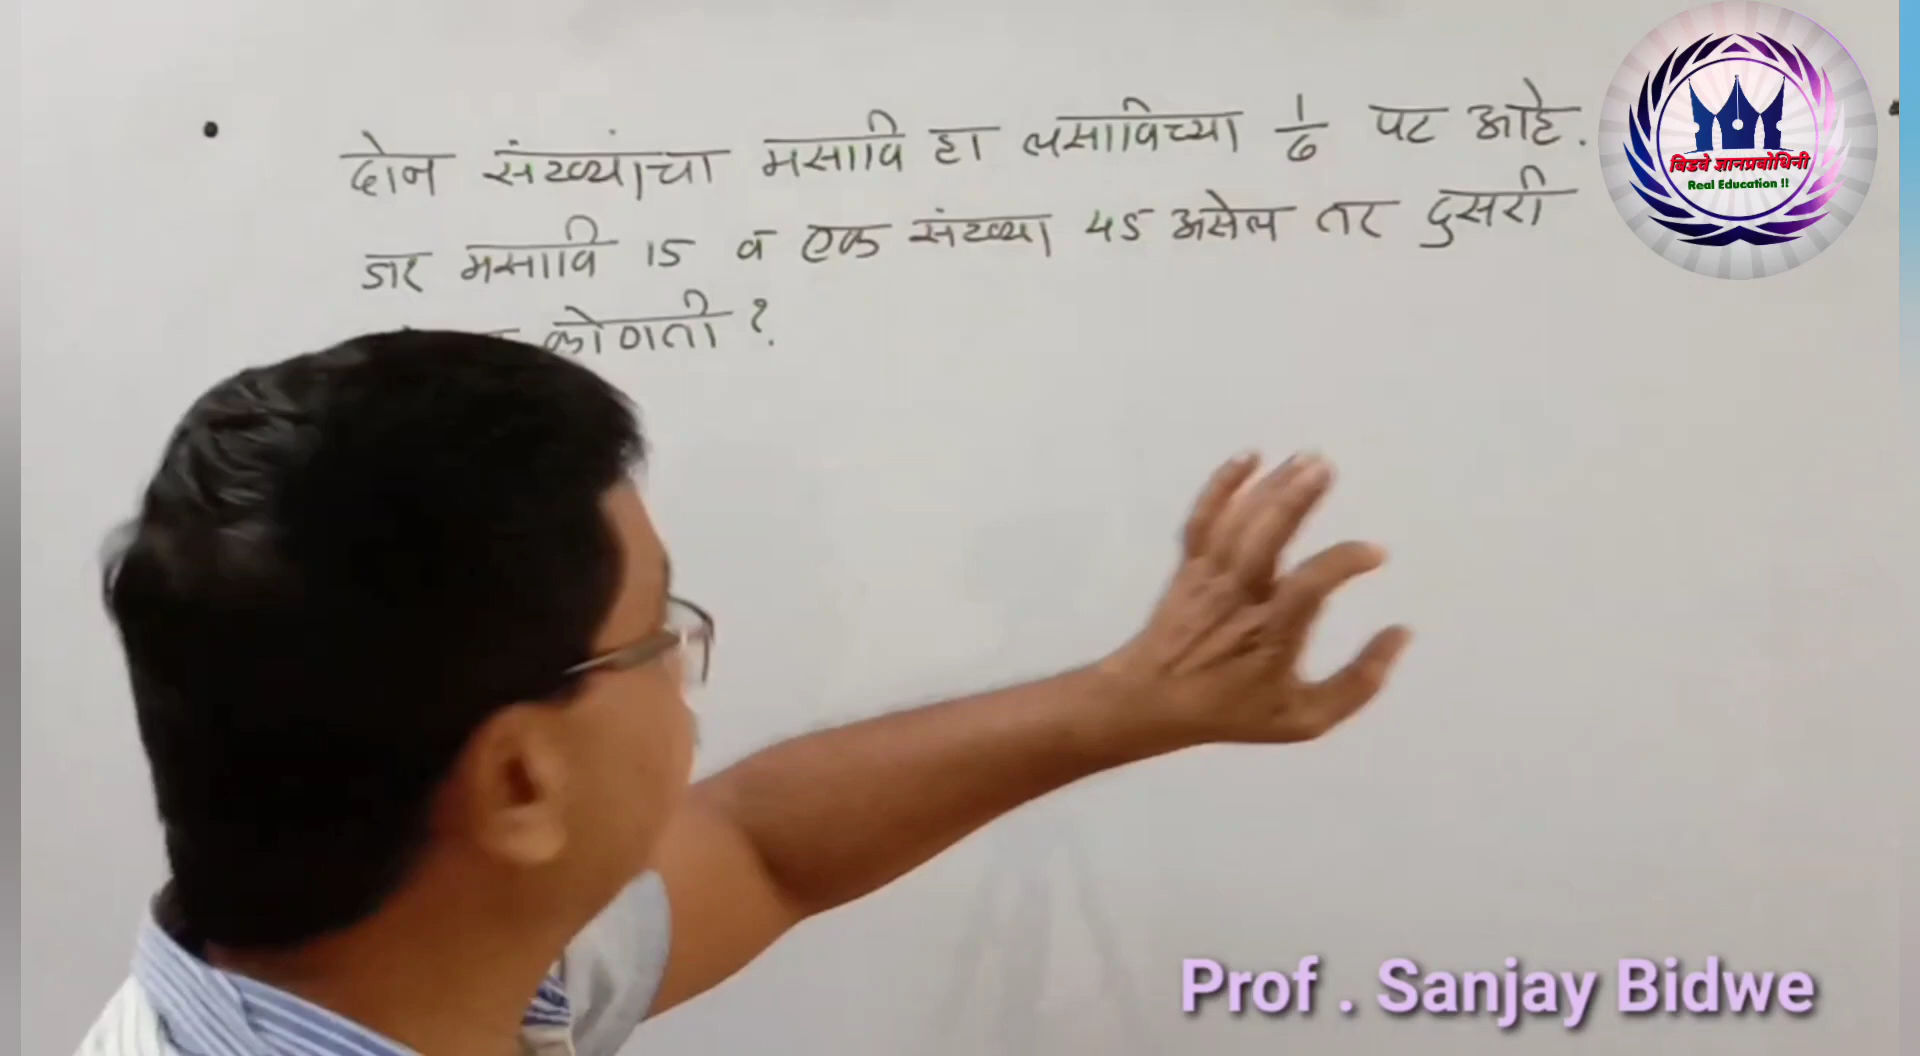 दोन संख्यांचा मसावि हा लसाविच्या 1/6 पट आहे.
जर मसावि 15 व एक संख्या 45 असेल तर दुसरी
कोणती ?
बिडवे ज्ञानप्रबोधिनी
Real Education !!
Prof . Sanjay Bidwe